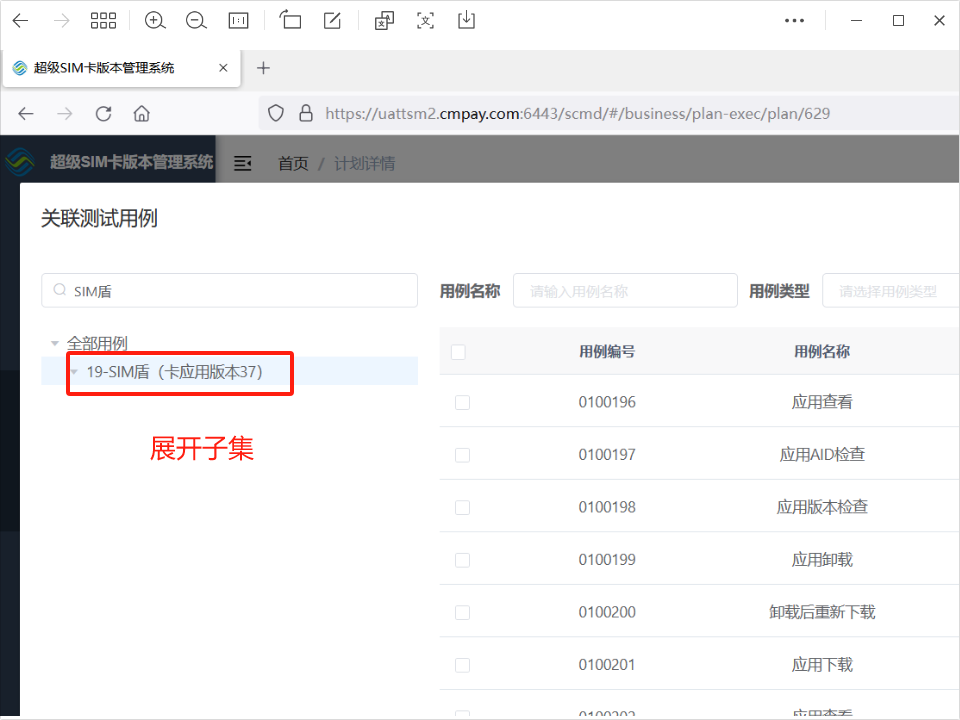 超级SIM卡版本管理系统
https://uattsm2.cmpay.com:6443/scmd/#/business/plan-exec/plan/629
超级SIM卡版本管理系统 首页 / 计划详情
关联测试用例
SIM盾 用例名称 请输入用例名称 用例类型 请选择用例类型
全部用例
用例编号 用例名称
19-SIM盾（卡应用版本37）
0100196 应用查看
展开子集
0100197 应用AID检查
0100198 应用版本检查
0100199 应用卸载
0100200 卸载后重新下载
0100201 应用下载
0100202 应用查看